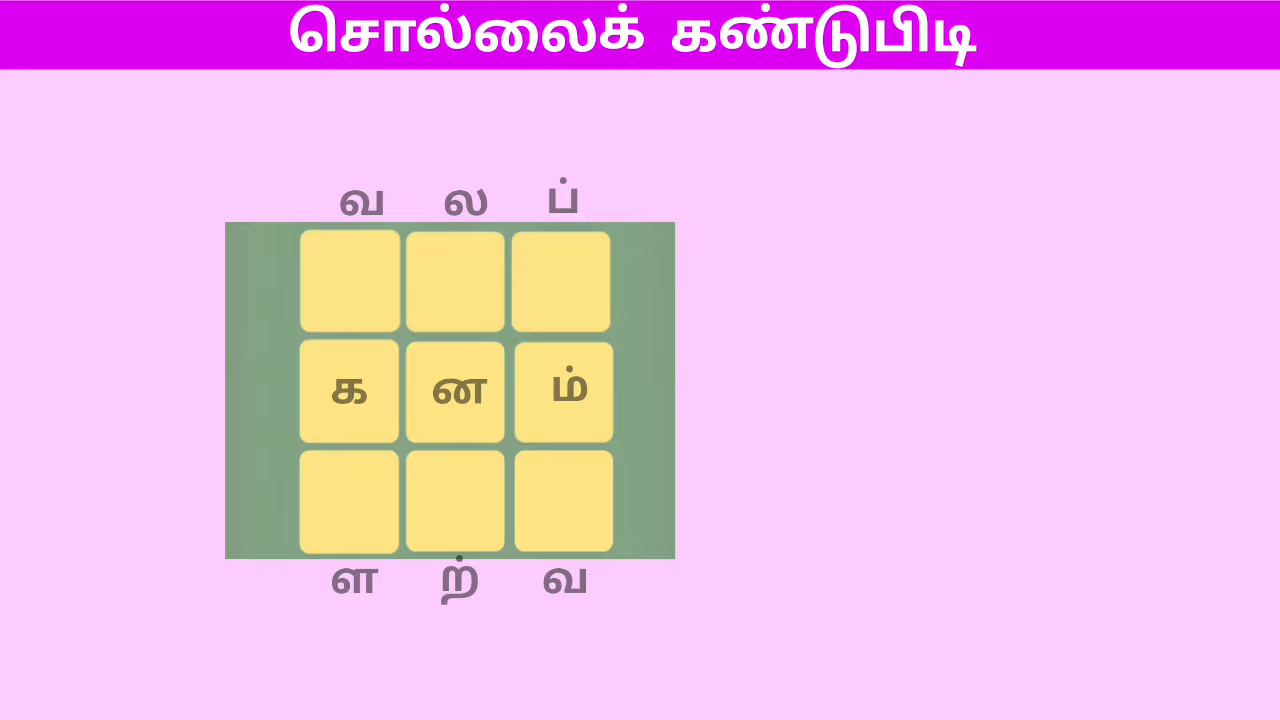 சொல்லைக் கண்டுபிடி
வ ல ப்
க ன ம்
ள ற் வ